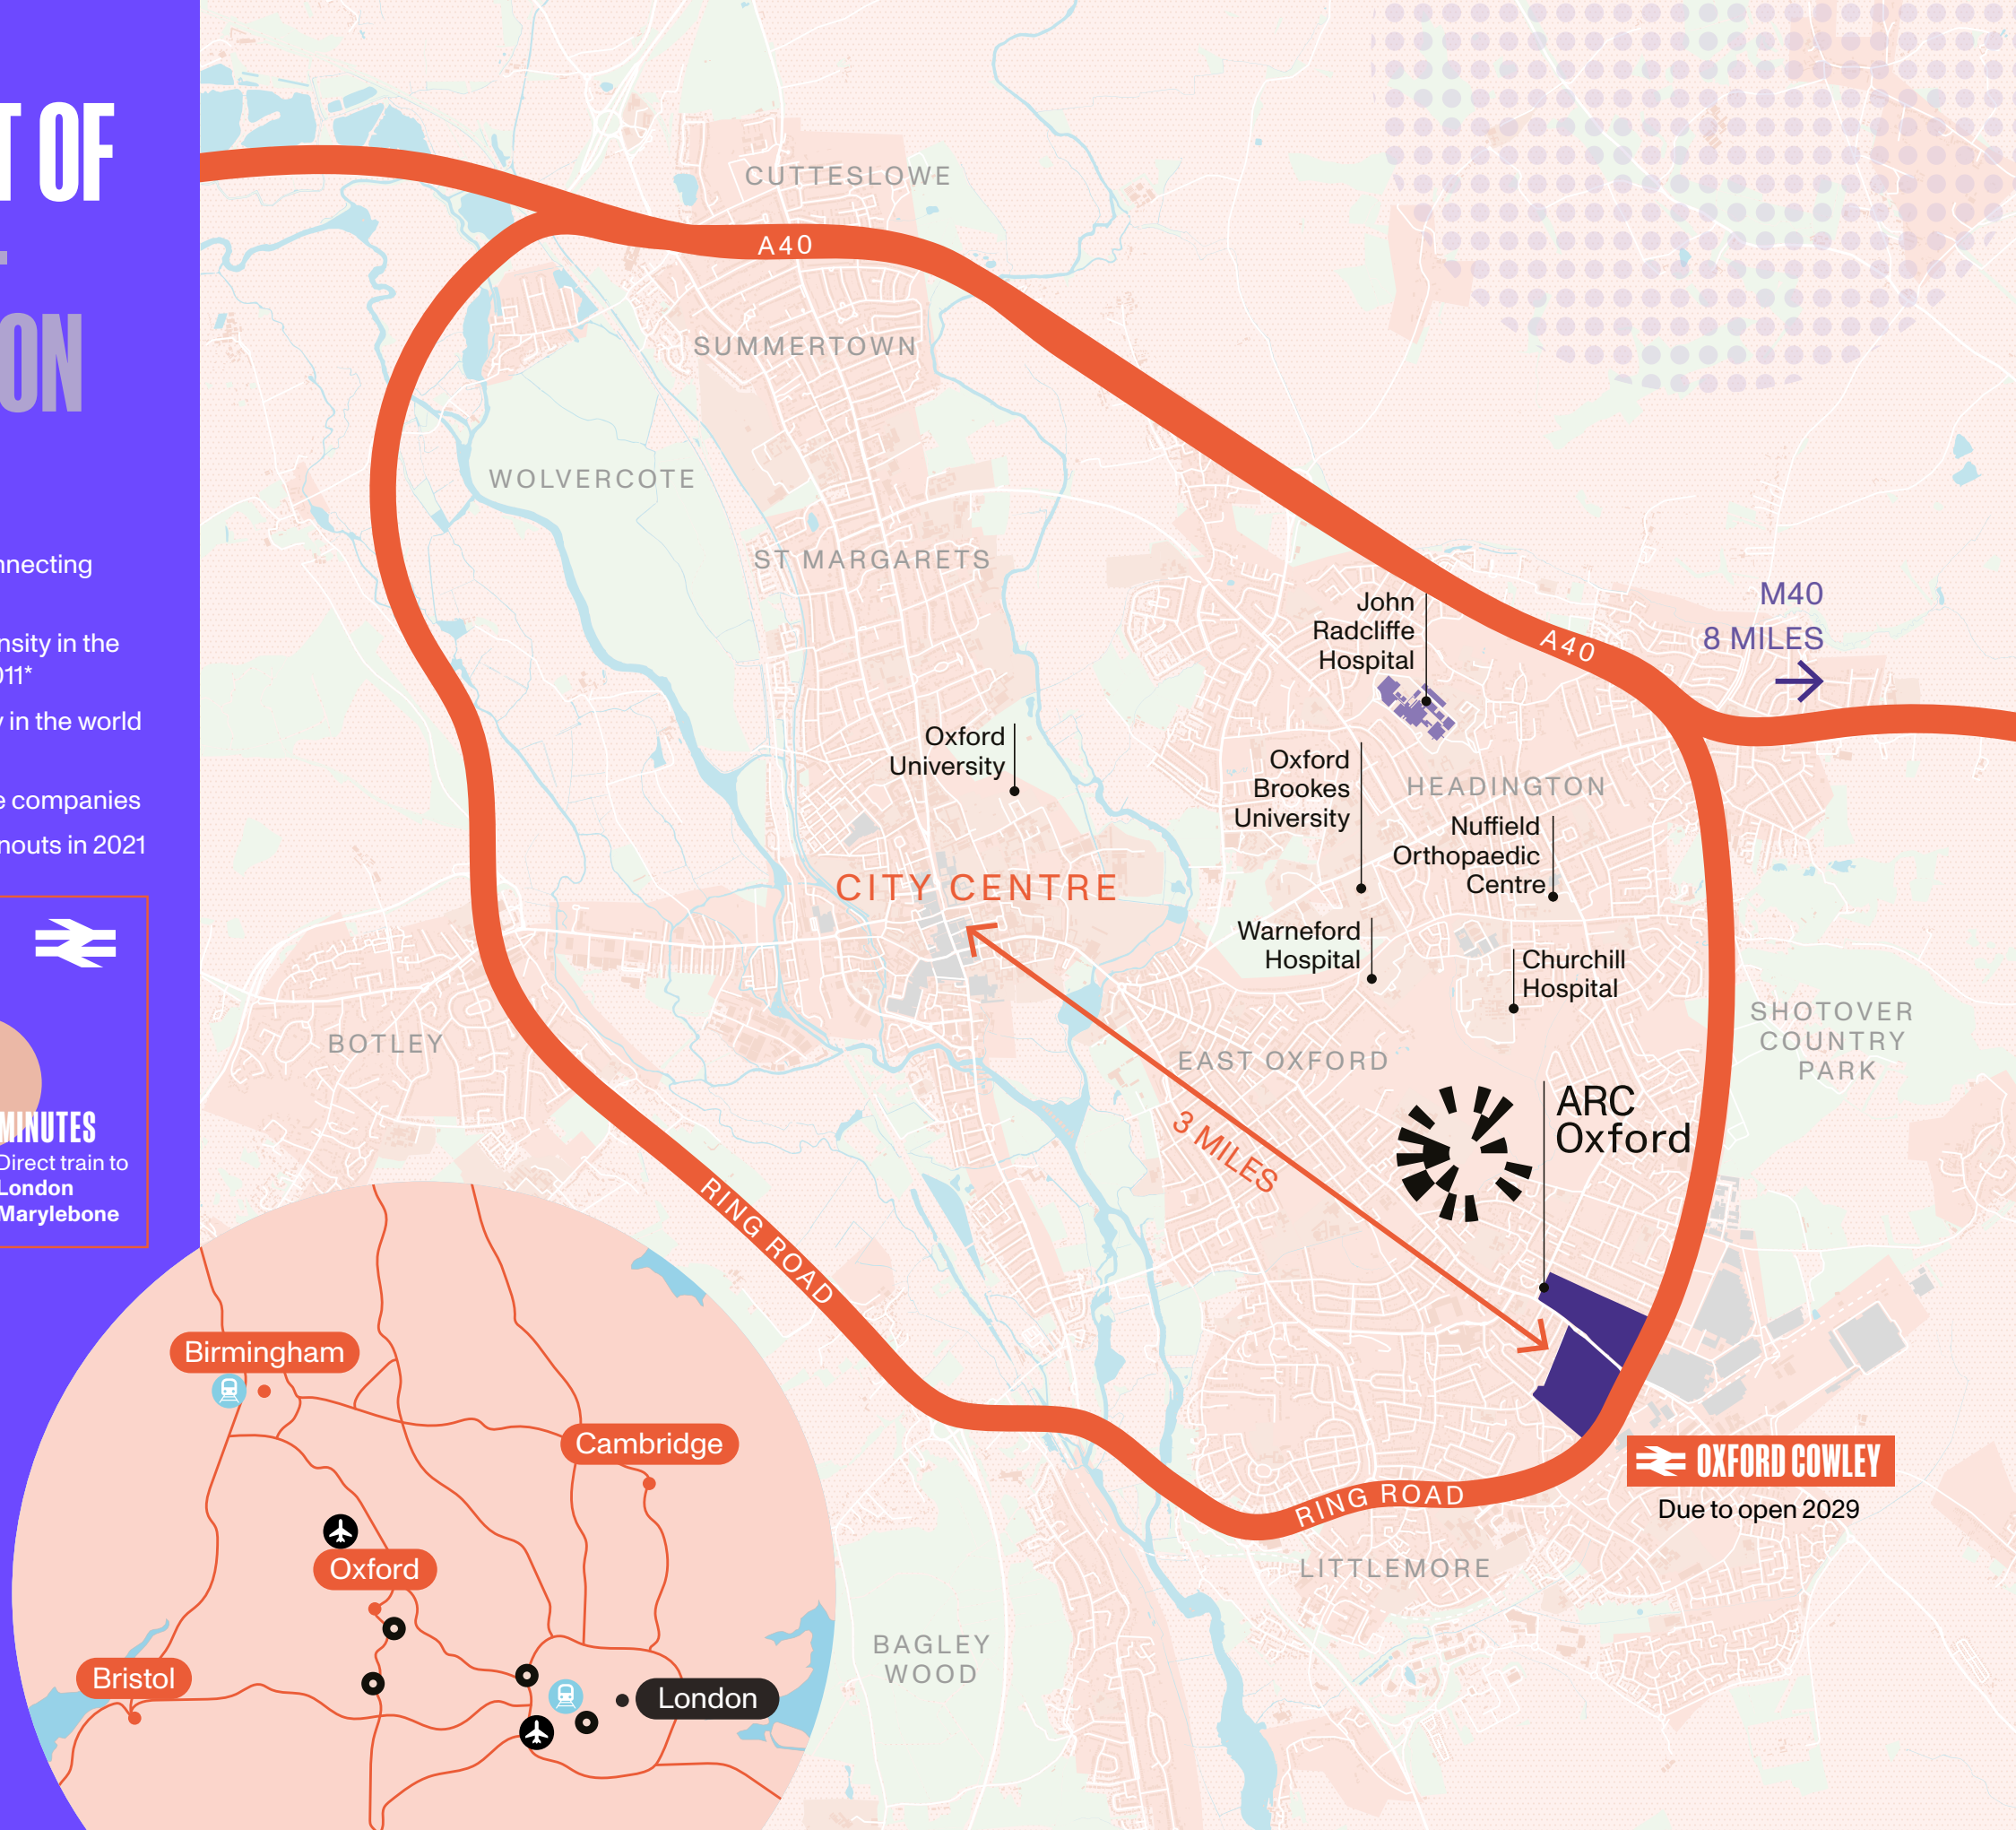 T OF
ON
nnecting
nsity in the
011*
y in the world
e companies
nouts in 2021
MINUTES
Direct train to
London
Marylebone
CUTTESLOWE
A40
SUMMERTOWN
WOLVERCOTE
ST MARGARETS
John
Radcliffe
Hospital
A40
M40
8 MILES
Oxford
University
Oxford
Brookes
University
HEADINGTON
Nuffield
Orthopaedic
Centre
CITY CENTRE
Warneford
Hospital
Churchill
Hospital
SHOTOVER
COUNTRY
PARK
BOTLEY
EAST OXFORD
3 MILES
ARC
Oxford
RING ROAD
OXFORD COWLEY
Due to open 2029
RING ROAD
LITTLEMORE
BAGLEY
WOOD
Birmingham
Cambridge
Oxford
Bristol
London